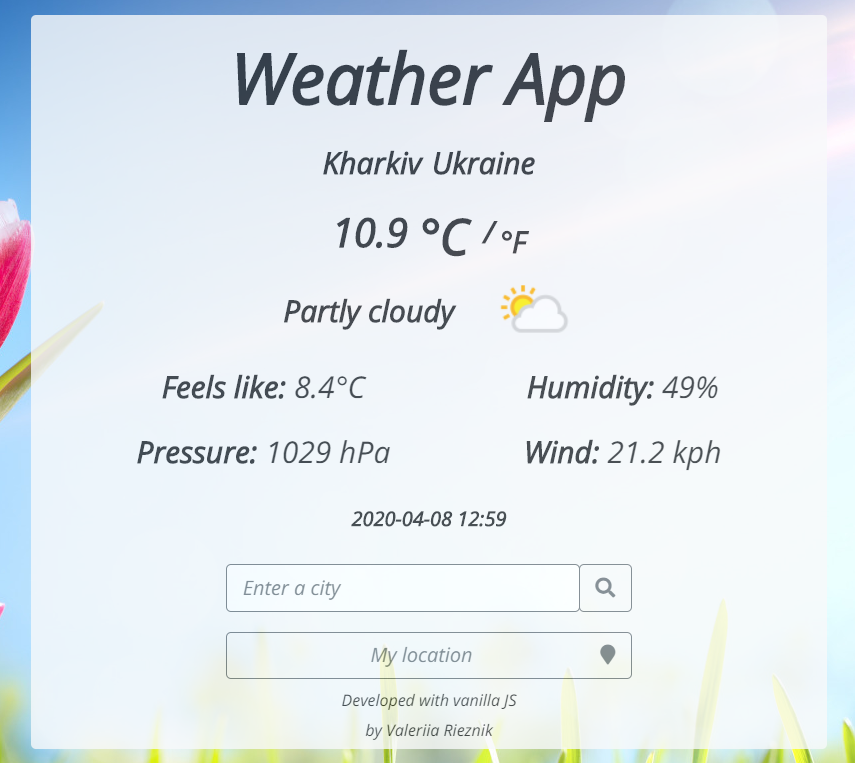 Weather App
Kharkiv Ukraine
10.9 °C / °F
Partly cloudy
Feels like: 8.4°C Humidity: 49%
Pressure: 1029 hPa Wind: 21.2 kph
2020-04-08 12:59
Enter a city
My location
Developed with vanilla JS
by Valeriia Rieznik